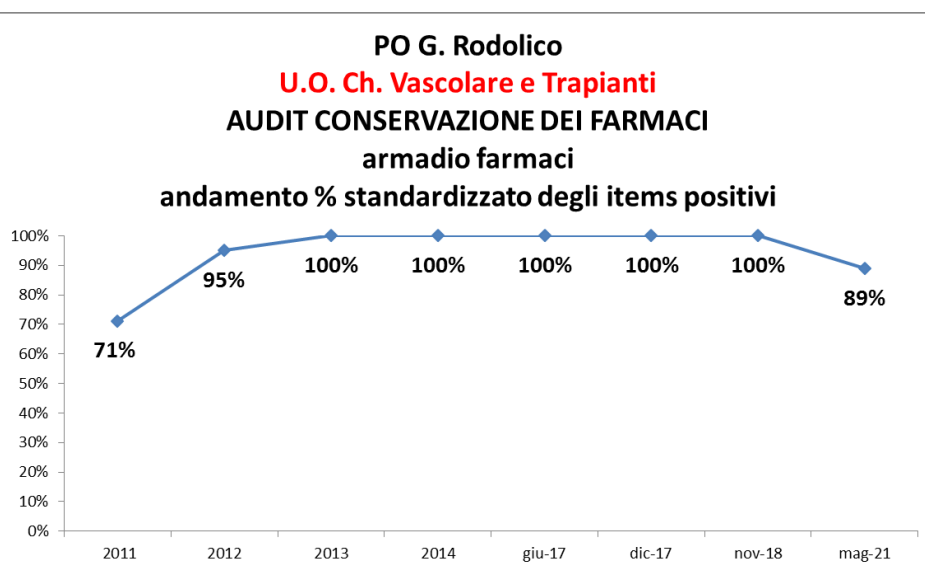 PO G. Rodolico
U.O. Ch. Vascolare e Trapianti
AUDIT CONSERVAZIONE DEI FARMACI
armadio farmaci
andamento % standardizzato degli items positivi
100%
90%
80%
70%
60%
50%
40%
30%
20%
10%
0%
71%
95%
100%
100%
100%
100%
100%
89%
2011
2012
2013
2014
giu-17
dic-17
nov-18
mag-21